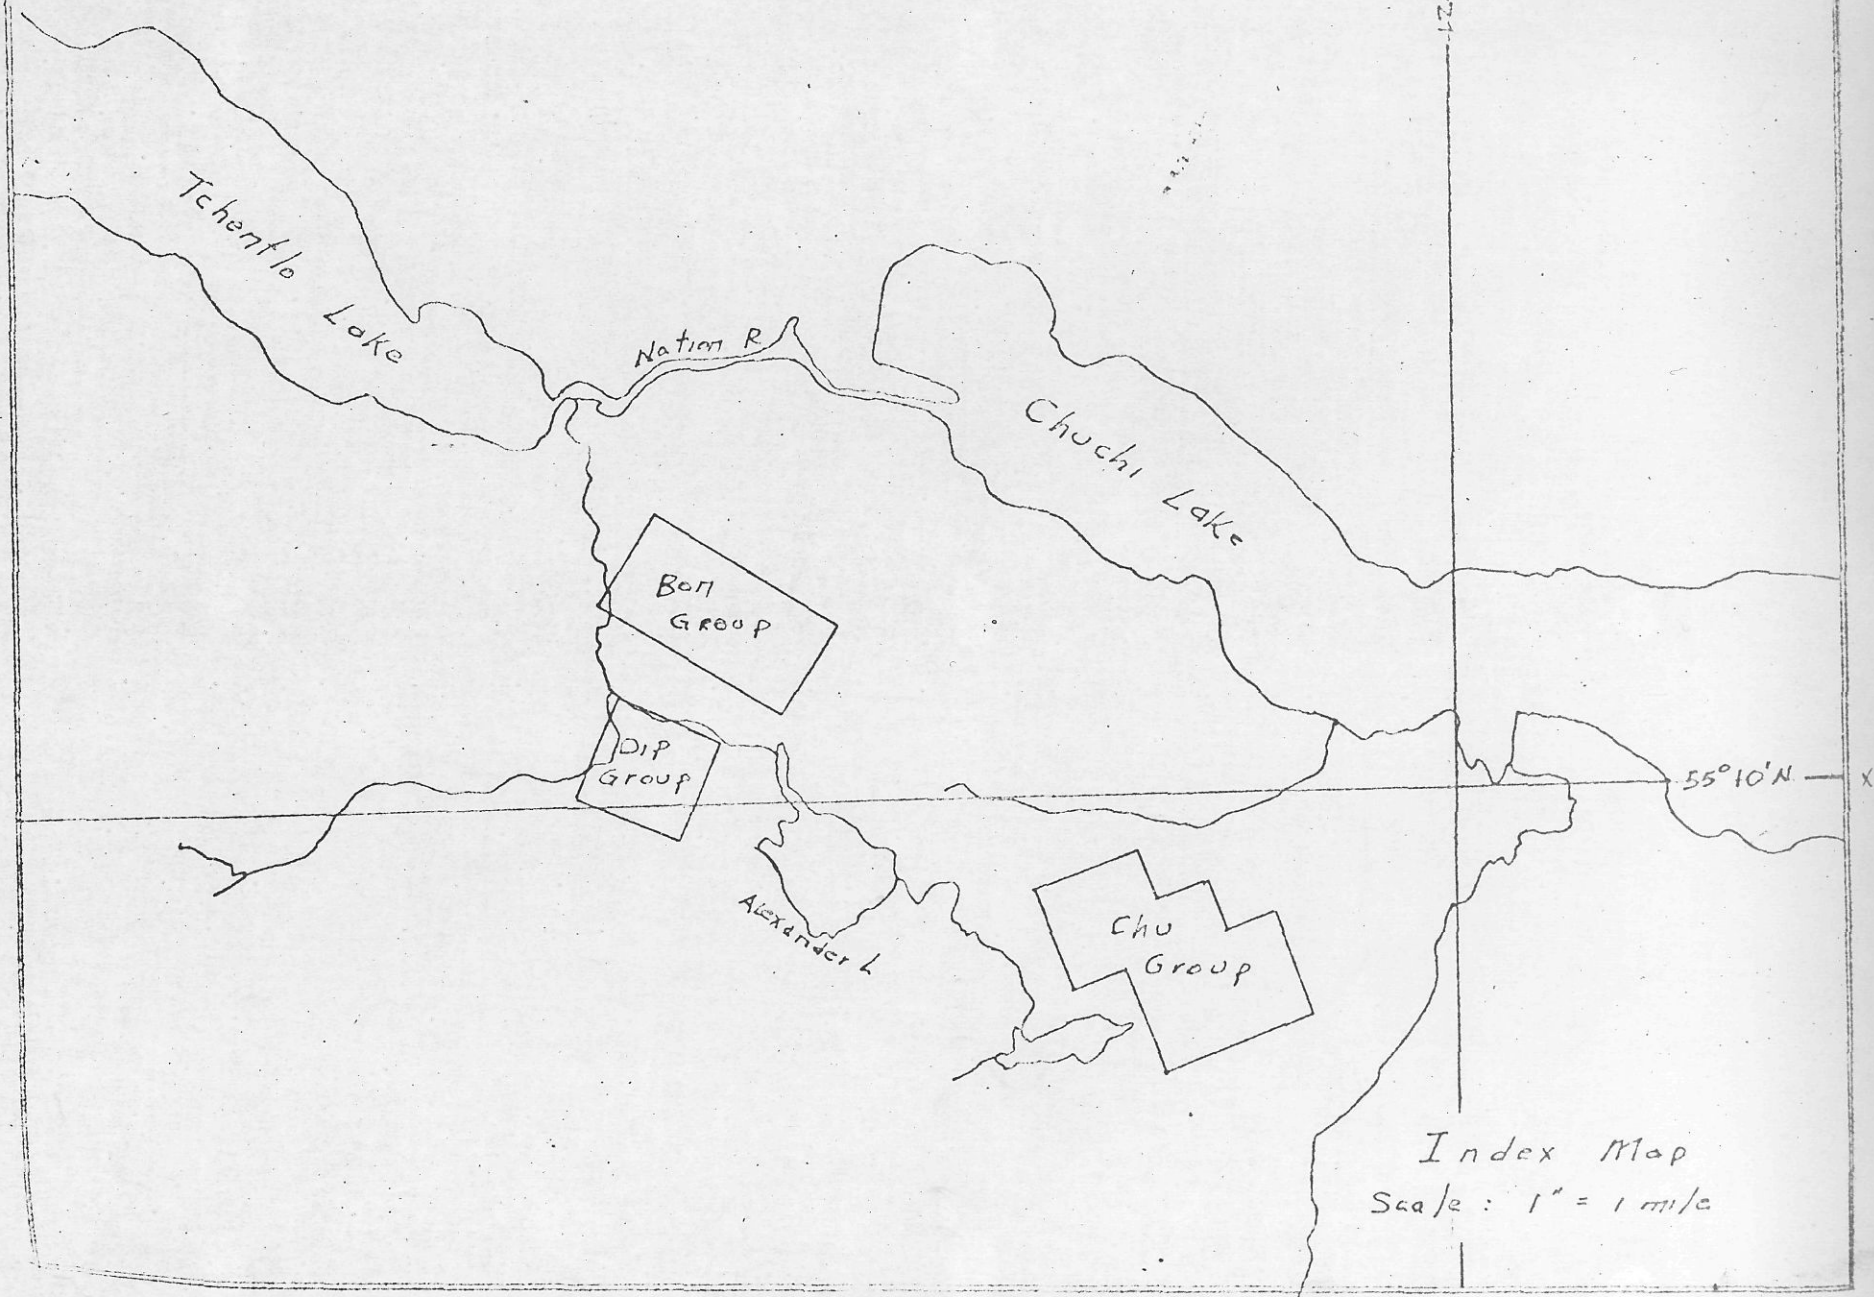 Tchentlo
Lake
Nation R
Chuchi Lake
Bon
Group
Dip
Group
55°10'N
Alexander L
Chu
Group
Index Map
Scale: 1" = 1 mile